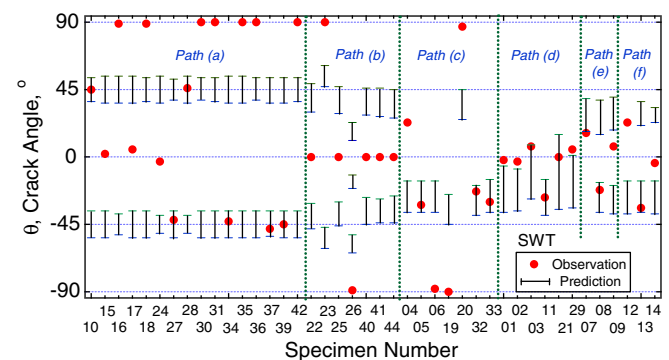 90
45
0
-45
-90
θ, Crack Angle, °
Path (a)
Path (b)
Path (c)
Path (d)
Path (e)
Path (f)
SWT
Observation
Prediction
15 17 24 28 30 33 35 37 42 23 26 41 04 06 20 33 02 11 29 08 09 12 14
10 16 18 27 31 34 36 39 22 25 40 44 05 19 32 01 03 21 07 13
Specimen Number